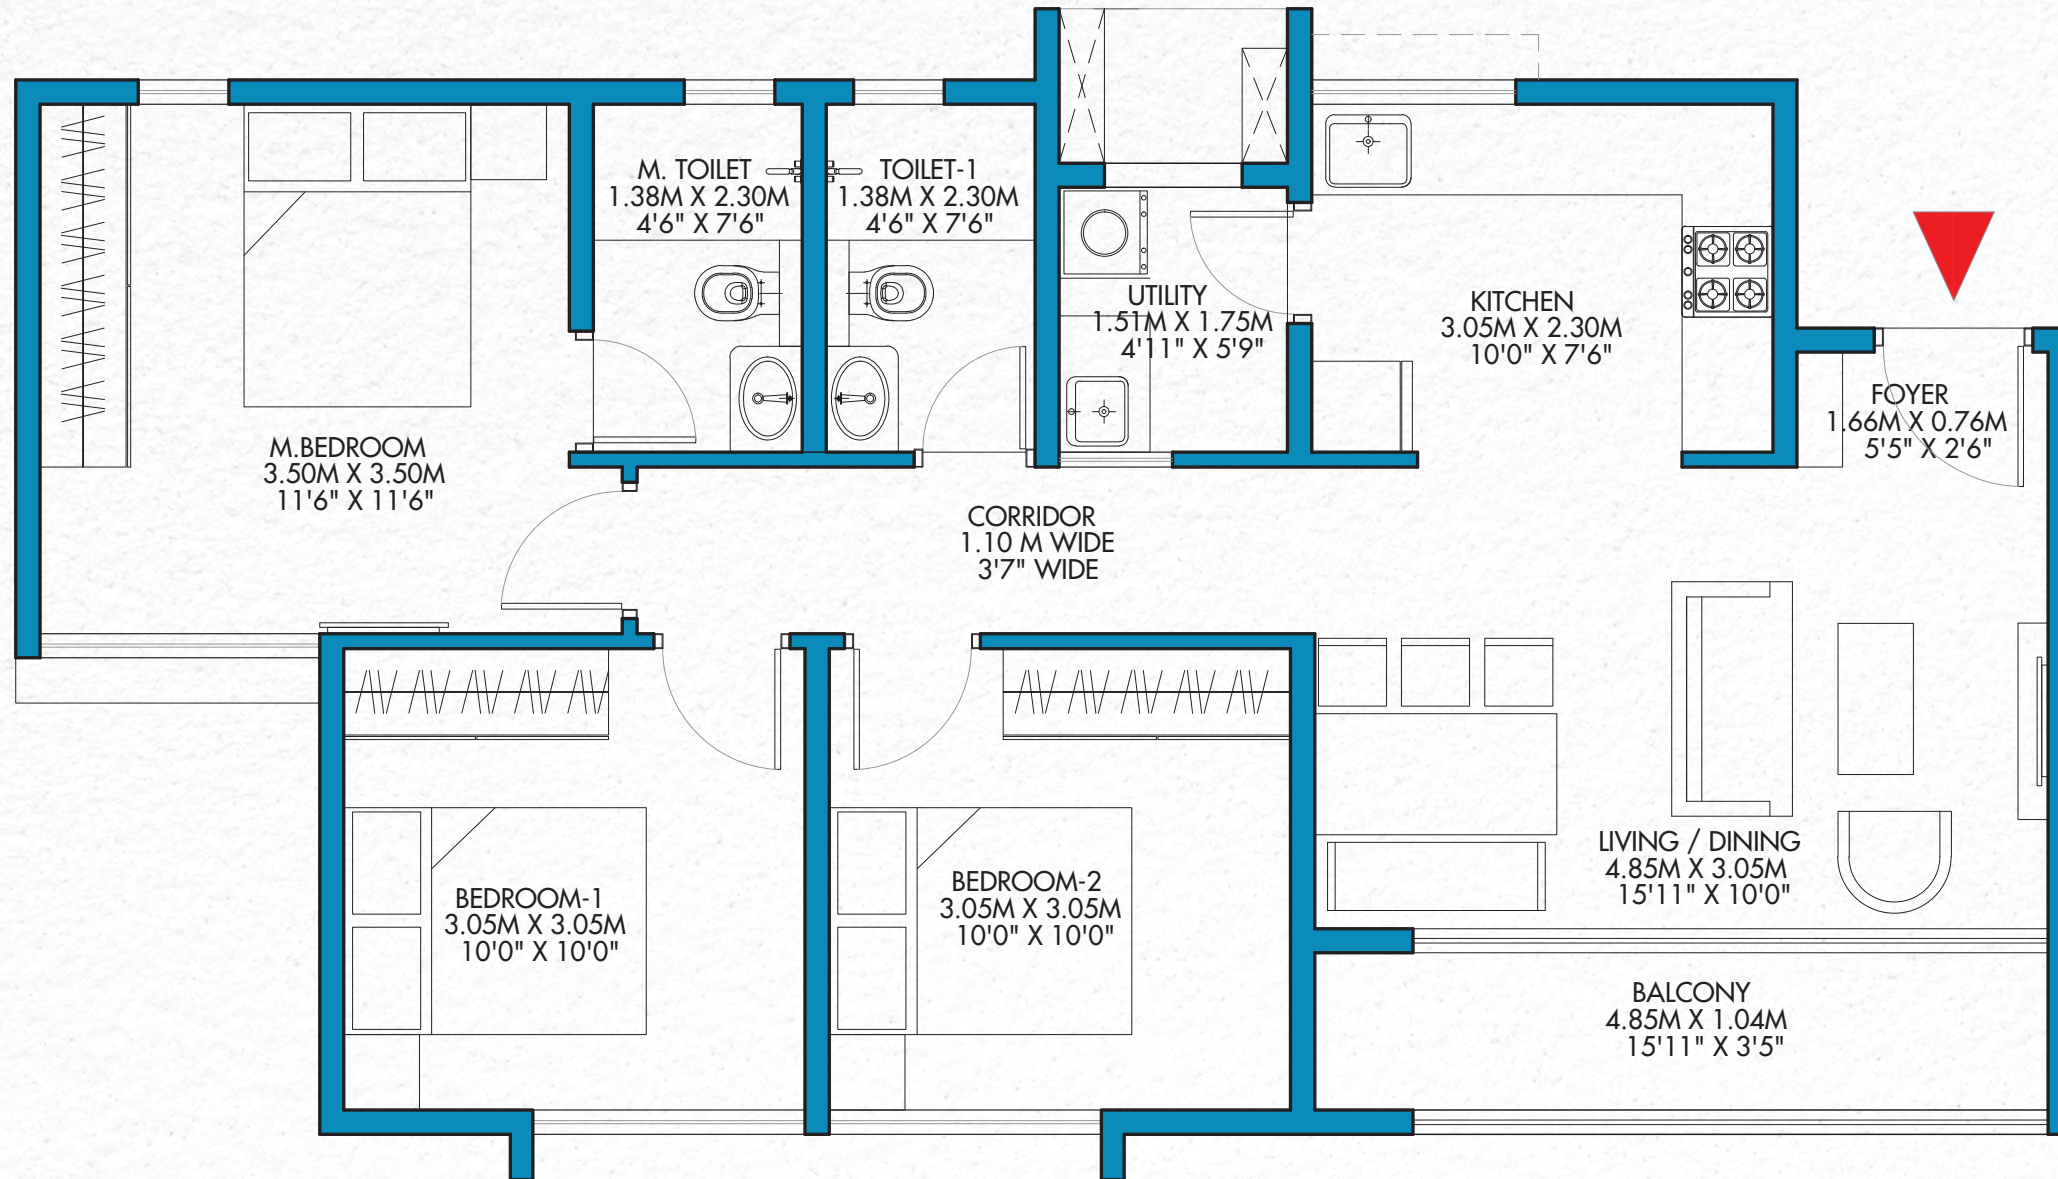 M. TOILET
1.38M X 2.30M
4'6" X 7'6"
TOILET-1
1.38M X 2.30M
4'6" X 7'6"
UTILITY
1.51M X 1.75M
4'11" X 5'9"
KITCHEN
3.05M X 2.30M
10'0" X 7'6"
FOYER
1.66M X 0.76M
5'5" X 2'6"
M.BEDROOM
3.50M X 3.50M
11'6" X 11'6"
CORRIDOR
1.10 M WIDE
3'7" WIDE
BEDROOM-1
3.05M X 3.05M
10'0" X 10'0"
BEDROOM-2
3.05M X 3.05M
10'0" X 10'0"
LIVING / DINING
4.85M X 3.05M
15'11" X 10'0"
BALCONY
4.85M X 1.04M
15'11" X 3'5"